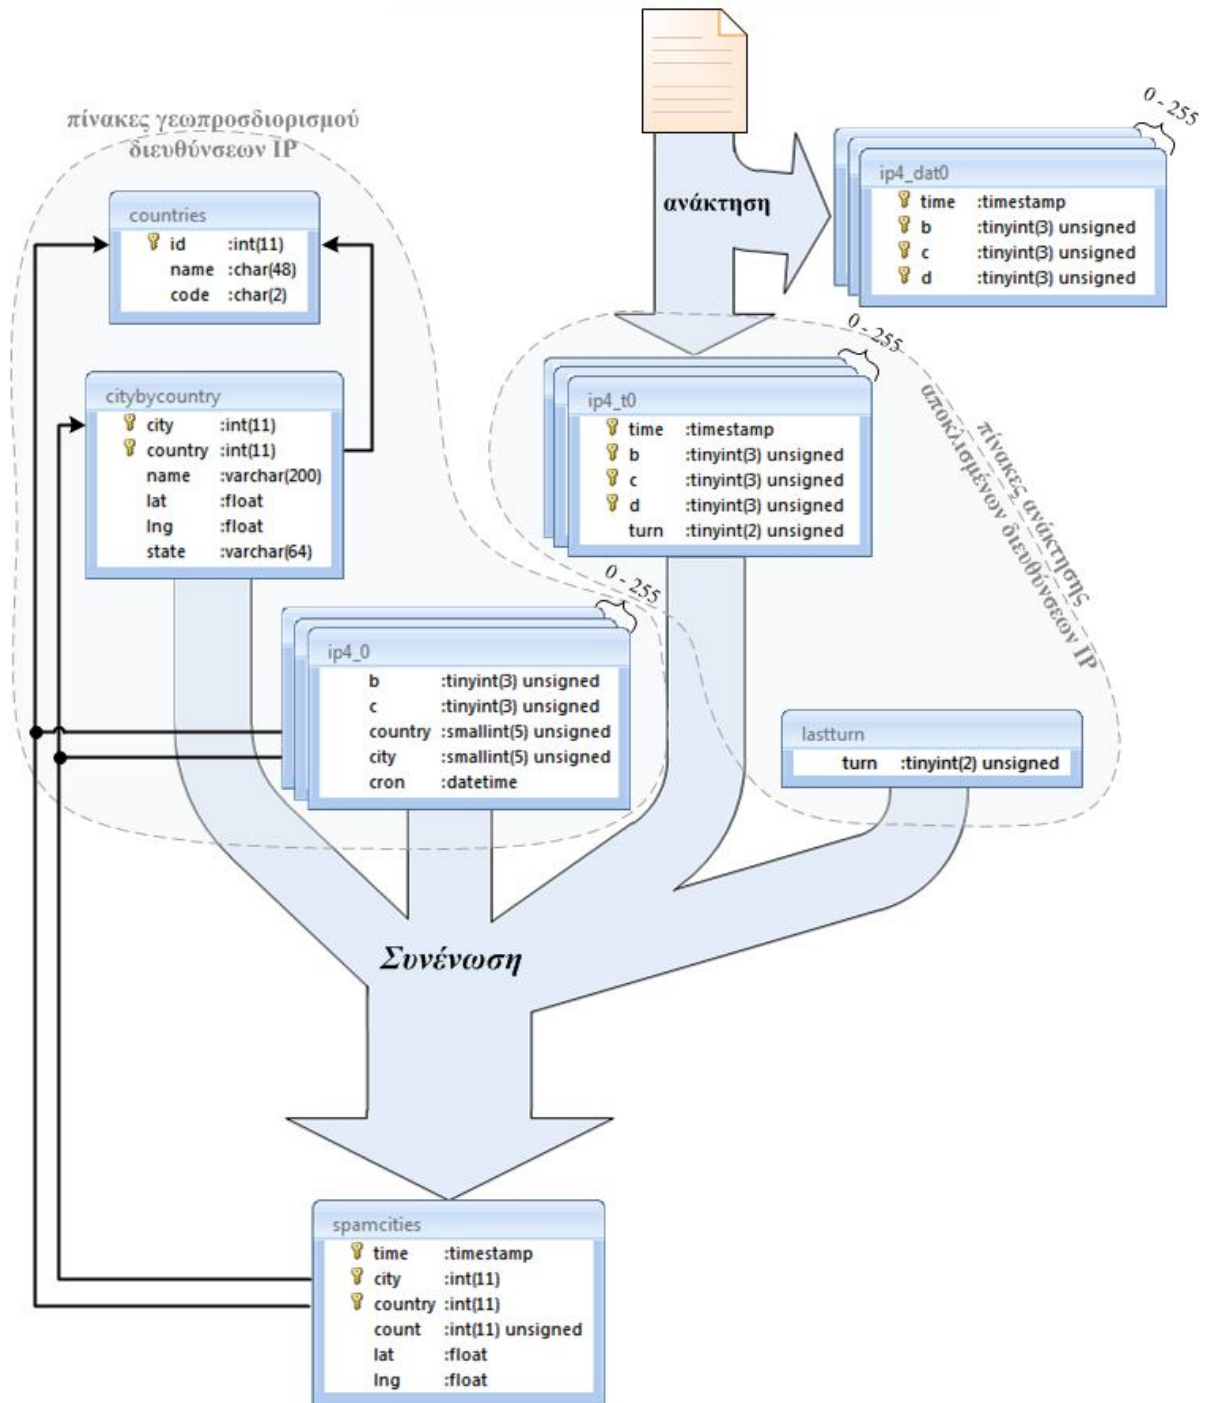 πίνακες γεωπροσδιορισμού
διευθύνσεων IP
countries
id :int(11)
name :char(48)
code :char(2)
citybycountry
city :int(11)
country :int(11)
name :varchar(200)
lat :float
lng :float
state :varchar(64)
ip4_0
b :tinyint(3) unsigned
c :tinyint(3) unsigned
country :smallint(5) unsigned
city :smallint(5) unsigned
cron :datetime
0 - 255
ανάκτηση
ip4_dat0
time :timestamp
b :tinyint(3) unsigned
c :tinyint(3) unsigned
d :tinyint(3) unsigned
0 - 255
ip4_t0
time :timestamp
b :tinyint(3) unsigned
c :tinyint(3) unsigned
d :tinyint(3) unsigned
turn :tinyint(2) unsigned
0 - 255
πίνακες ανάκτησης
αποκλισμένων διευθύνσεων IP
lastturn
turn :tinyint(2) unsigned
Συνένωση
spamcities
time :timestamp
city :int(11)
country :int(11)
count :int(11) unsigned
lat :float
lng :float